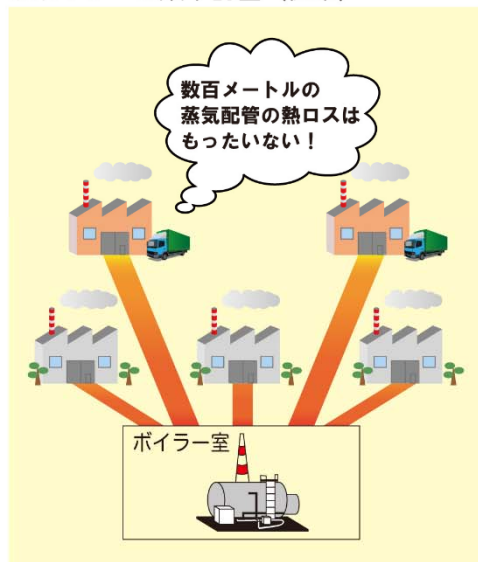 数百メートルの
蒸気配管の熱ロスは
もったいない！
ボイラー室